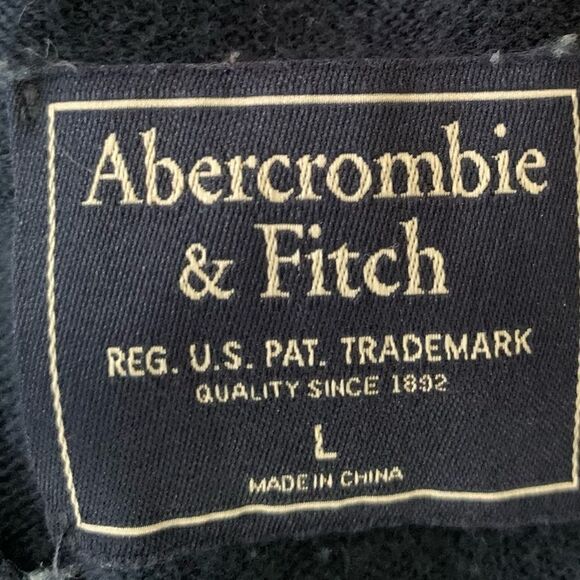 Abercrombie
& Fitch
REG. U.S. PAT. TRADEMARK
QUALITY SINCE 1892
L
MADE IN CHINA